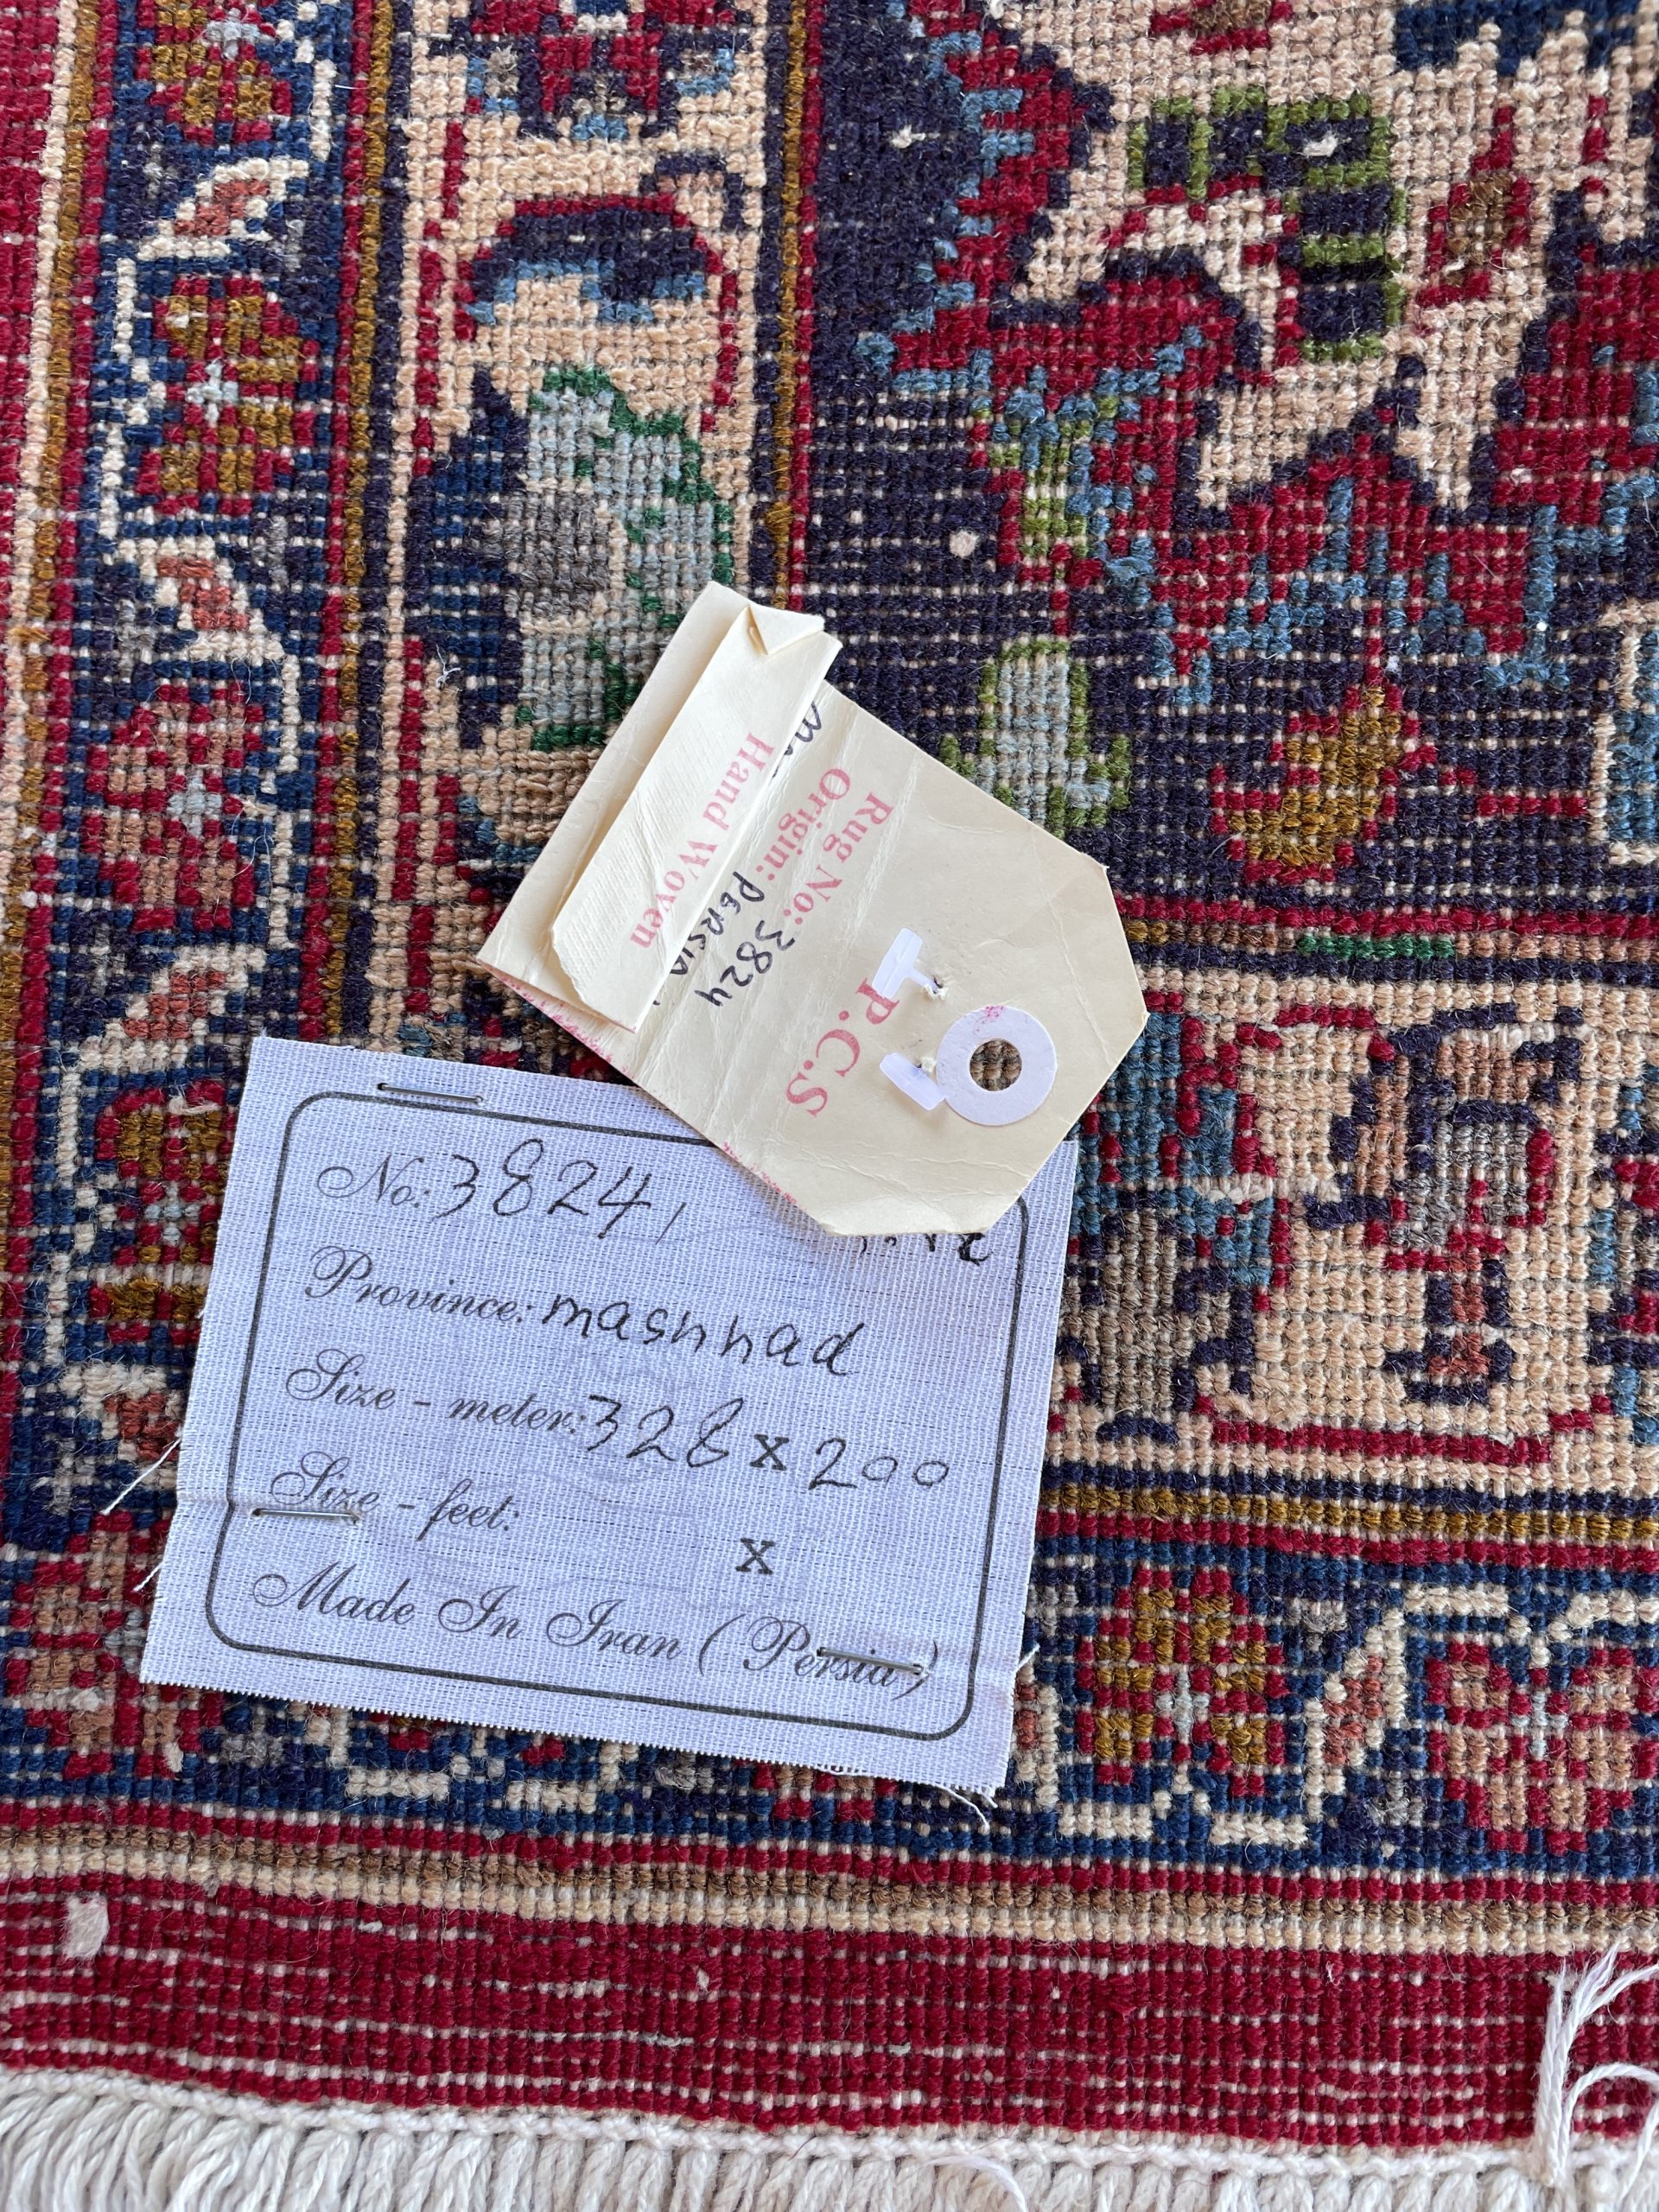 P.C.S
Rug No: 3824
Origin: PERSIA
Hand Woven
No: 3824
Province: mashhad
Size - meter: 328 x 200
Size - feet: x
Made In Iran (Persia)